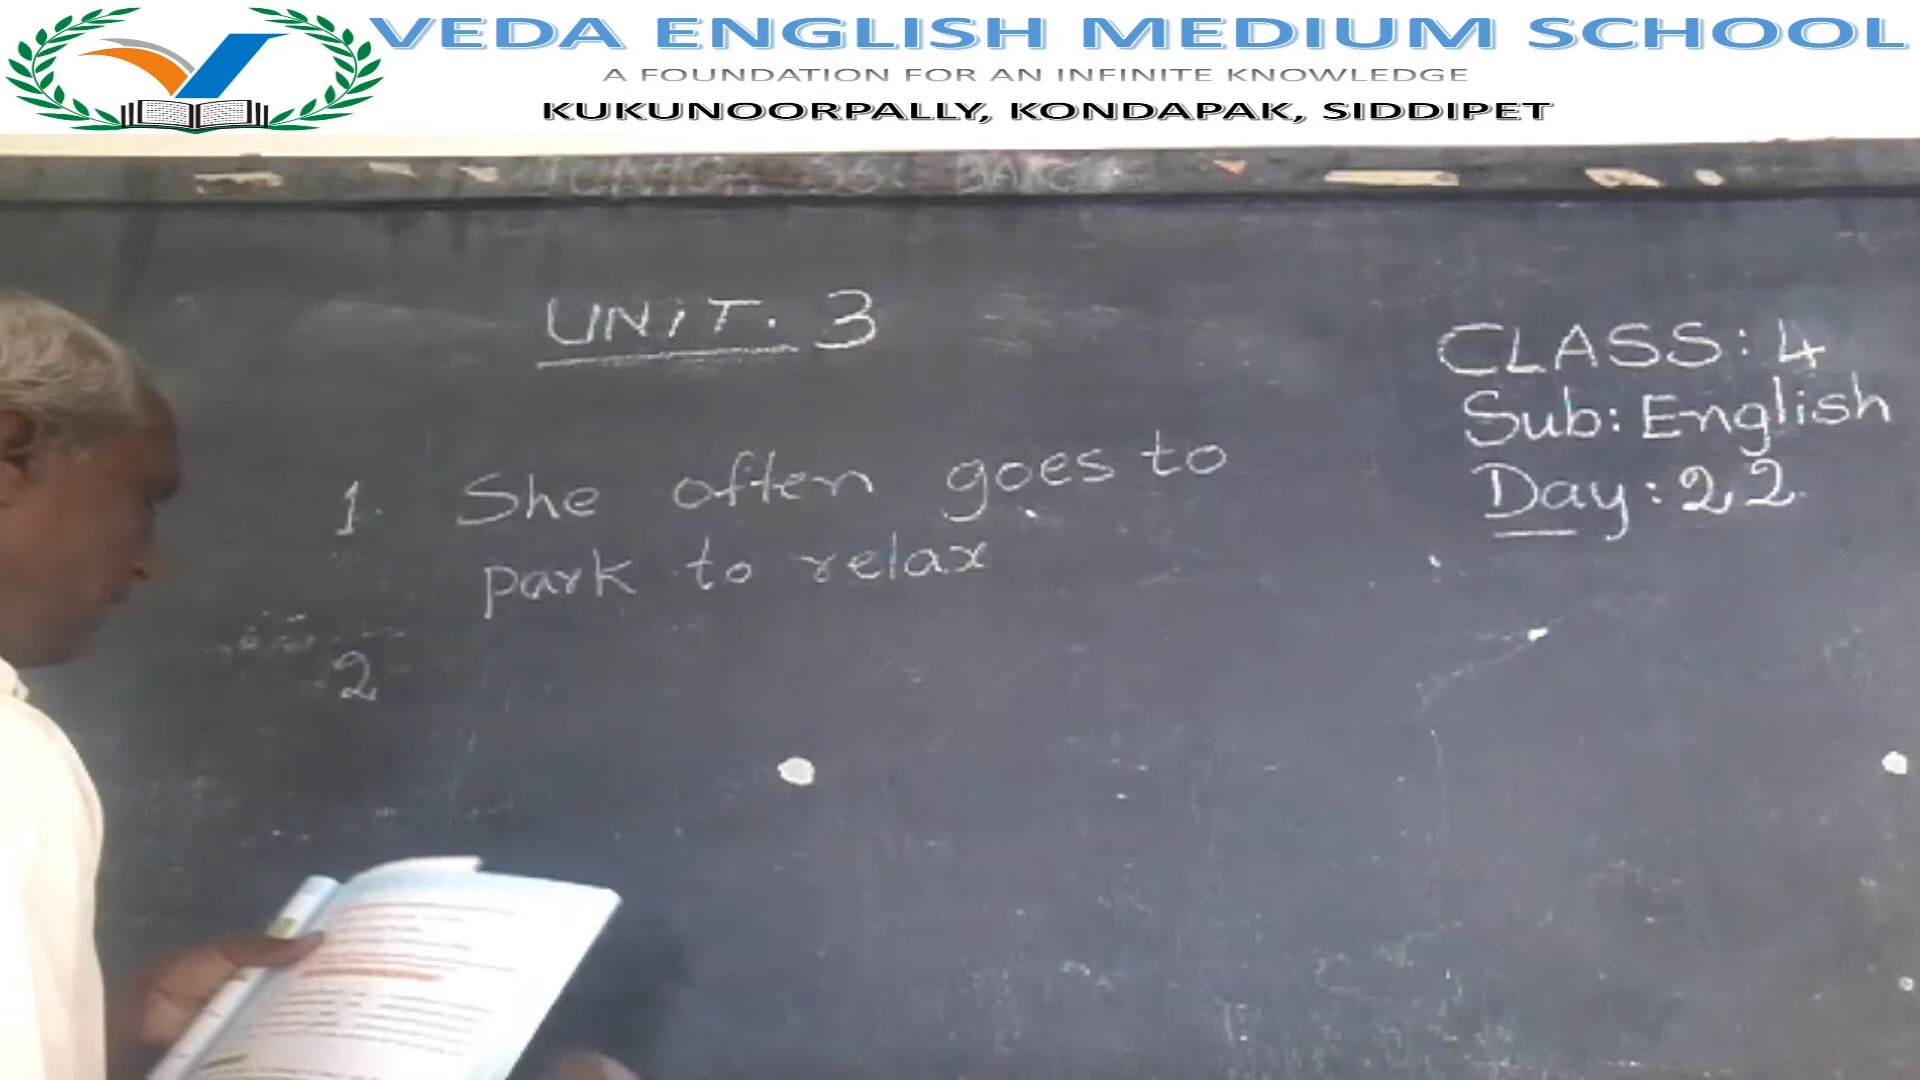 VEDA ENGLISH MEDIUM SCHOOL
A FOUNDATION FOR AN INFINITE KNOWLEDGE
KUKUNOORPALLY, KONDAPAK, SIDDIPET
UNIT. 3
CLASS: 4
Sub: English
Day: 22
1. She often goes to
park to relax
2